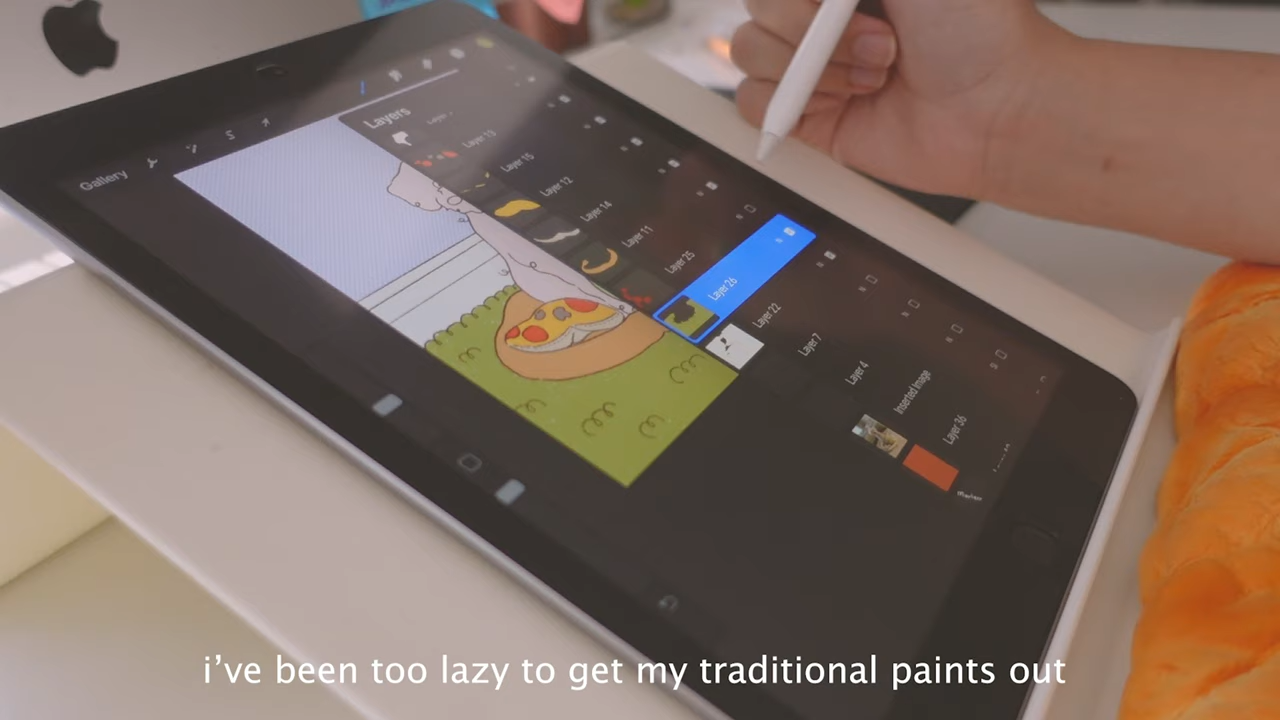 Gallery
Layers
Layer 13
Layer 15
Layer 12
Layer 14
Layer 11
Layer 25
Layer 26
Layer 22
Layer 7
Layer 4
Inserted Image
Layer 36
i've been too lazy to get my traditional paints out